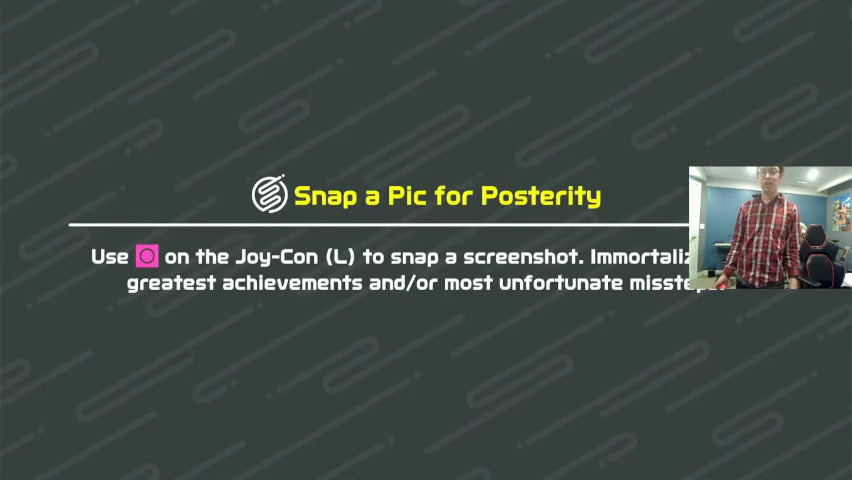 Snap a Pic for Posterity
Use on the Joy-Con (L) to snap a screenshot. Immortaliz
greatest achievements and/or most unfortunate misstep